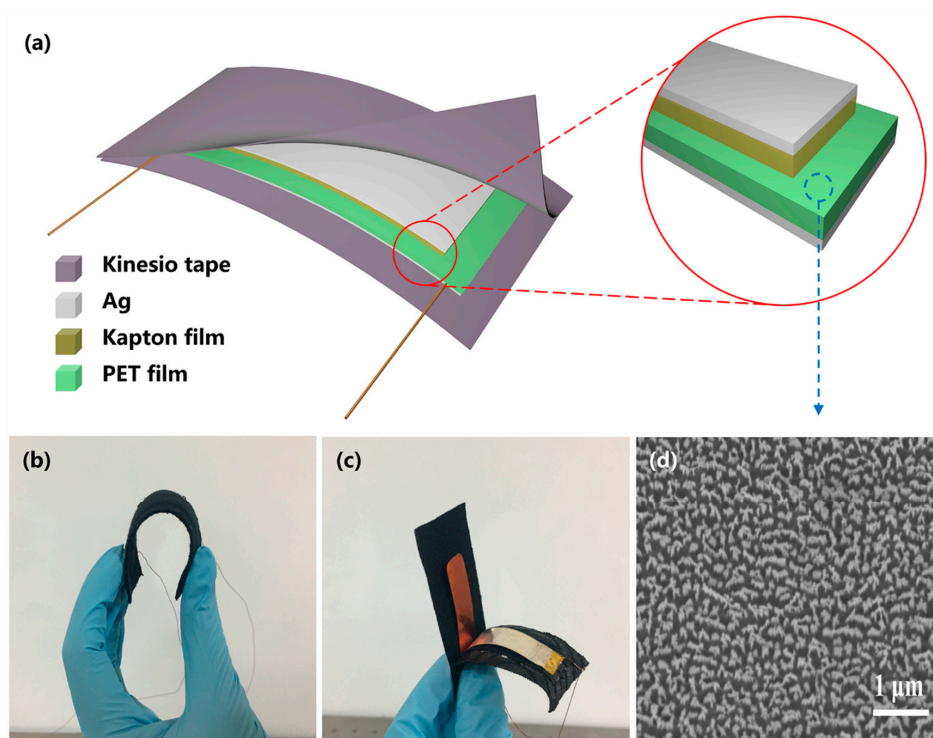 (a)
Kinesio tape
Ag
Kapton film
PET film
(b)
(c)
(d)
1 μm